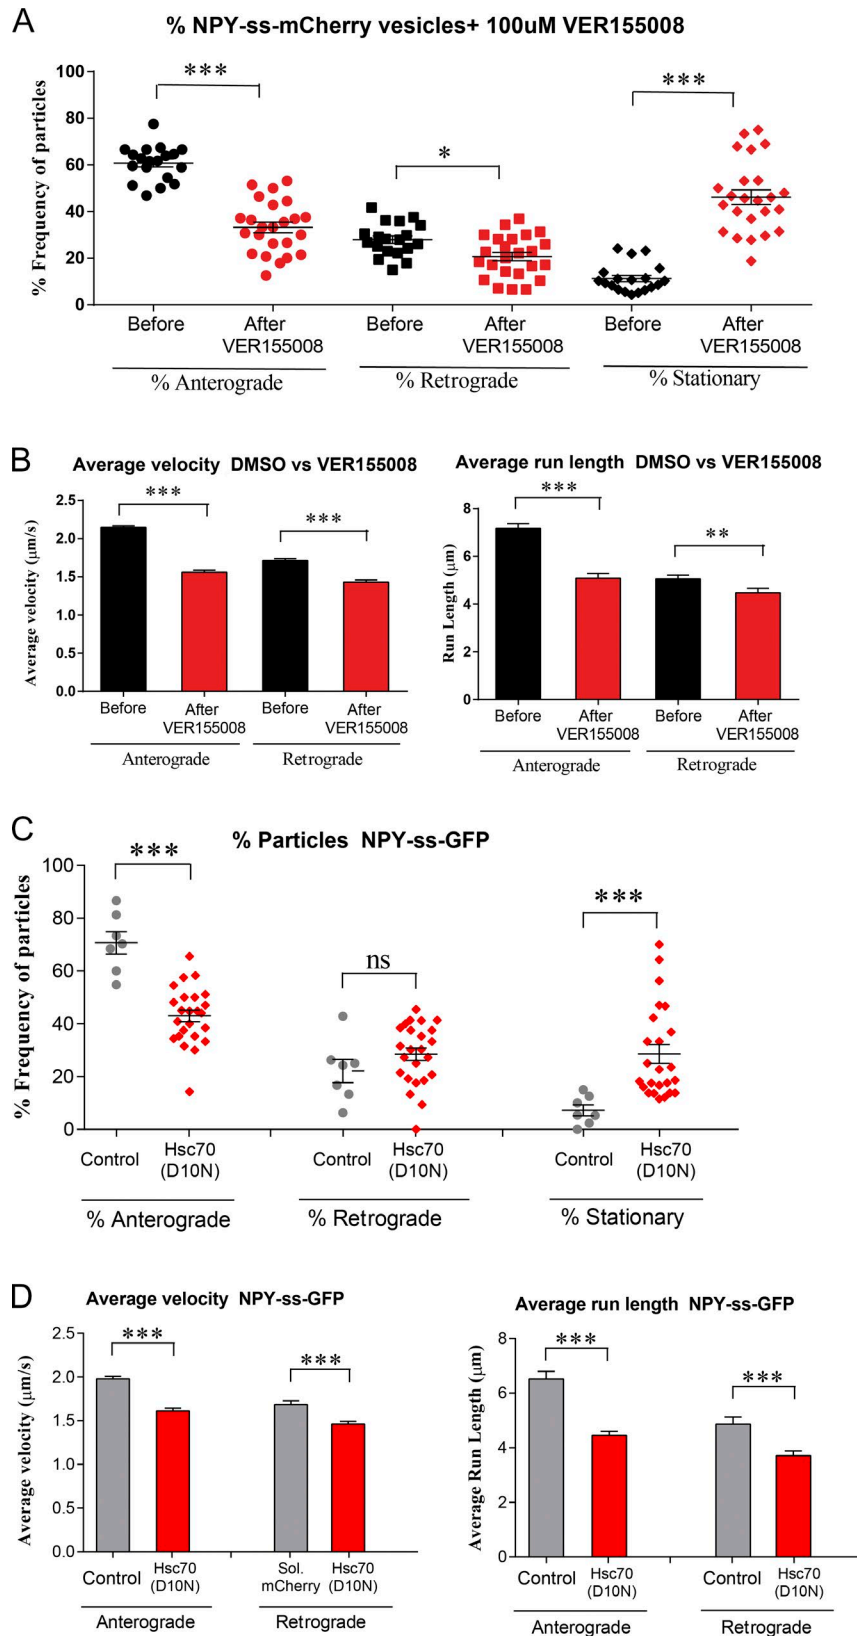 A
% NPY-ss-mCherry vesicles+ 100uM VER155008
% Frequency of particles
100
80
60
40
20
0
***
*
***
Before
After
VER155008
Before
After
VER155008
Before
After
VER155008
% Anterograde
% Retrograde
% Stationary
B
Average velocity DMSO vs VER155008
Average velocity (μm/s)
2.5
2.0
1.5
1.0
0.5
0.0
***
***
Before
After
VER155008
Before
After
VER155008
Anterograde
Retrograde
Average run length DMSO vs VER155008
Run Length (μm)
8
6
4
2
0
***
**
Before
After
VER155008
Before
After
VER155008
Anterograde
Retrograde
C
% Particles NPY-ss-GFP
% Frequency of particles
100
80
60
40
20
0
***
ns
***
Control
Hsc70
(D10N)
Control
Hsc70
(D10N)
Control
Hsc70
(D10N)
% Anterograde
% Retrograde
% Stationary
D
Average velocity NPY-ss-GFP
Average velocity (μm/s)
2.5
2.0
1.5
1.0
0.5
0.0
***
***
Control
Hsc70
(D10N)
Sol.
mCherry
Hsc70
(D10N)
Anterograde
Retrograde
Average run length NPY-ss-GFP
Average Run Length (μm)
8
6
4
2
0
***
***
Control
Hsc70
(D10N)
Control
Hsc70
(D10N)
Anterograde
Retrograde